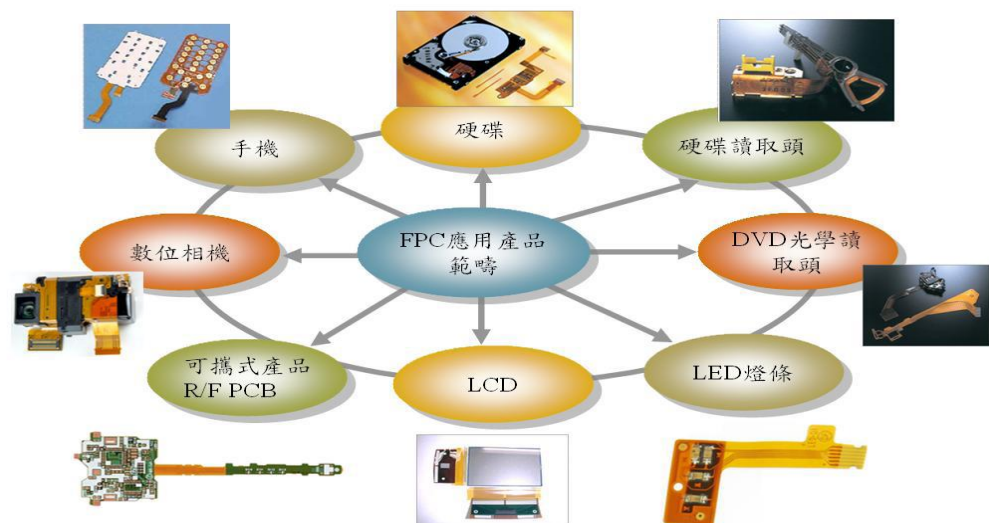 硬碟
手機
硬碟讀取頭
FPC應用產品
範疇
數位相機
DVD光學讀
取頭
可攜式產品
R/F PCB
LCD
LED燈條